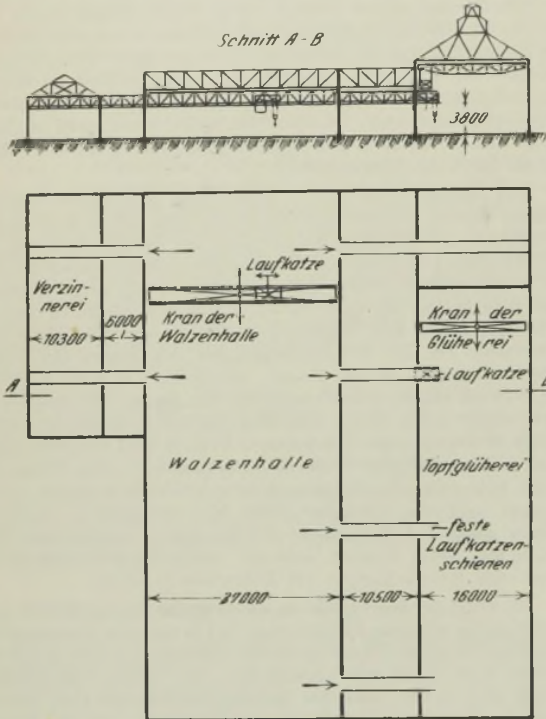 Schnitt A-B
3800
Laufkatze
Verzin-
nerei
6000
10300
Kran der
Walzenhalle
Kran der
Glüherei
A
Laufkatze
Walzenhalle
Topfglüherei
feste
Laufkatzen-
schienen
27000
10500
16000